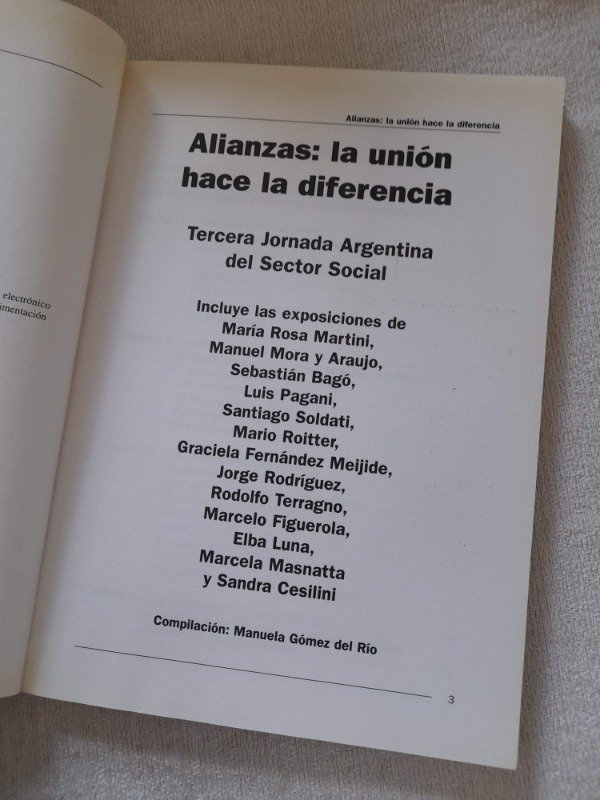 electrónico
Alianzas: la unión hace la diferencia
Alianzas: la unión
hace la diferencia
Tercera Jornada Argentina
del Sector Social
Incluye las exposiciones de
María Rosa Martini,
Manuel Mora y Araujo,
Sebastián Bagó,
Luis Pagani,
Santiago Soldati,
Mario Roitter,
Graciela Fernández Meijide,
Jorge Rodríguez,
Rodolfo Terragno,
Marcelo Figuerola,
Elba Luna,
Marcela Masnatta
y Sandra Cesilini
Compilación: Manuela Gómez del Río
3